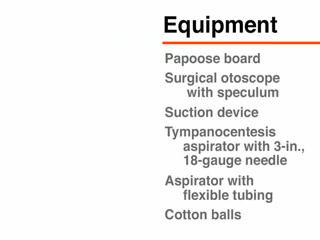 Equipment
Papoose board
Surgical otoscope
with speculum
Suction device
Tympanocentesis
aspirator with 3-in.,
18-gauge needle
Aspirator with
flexible tubing
Cotton balls